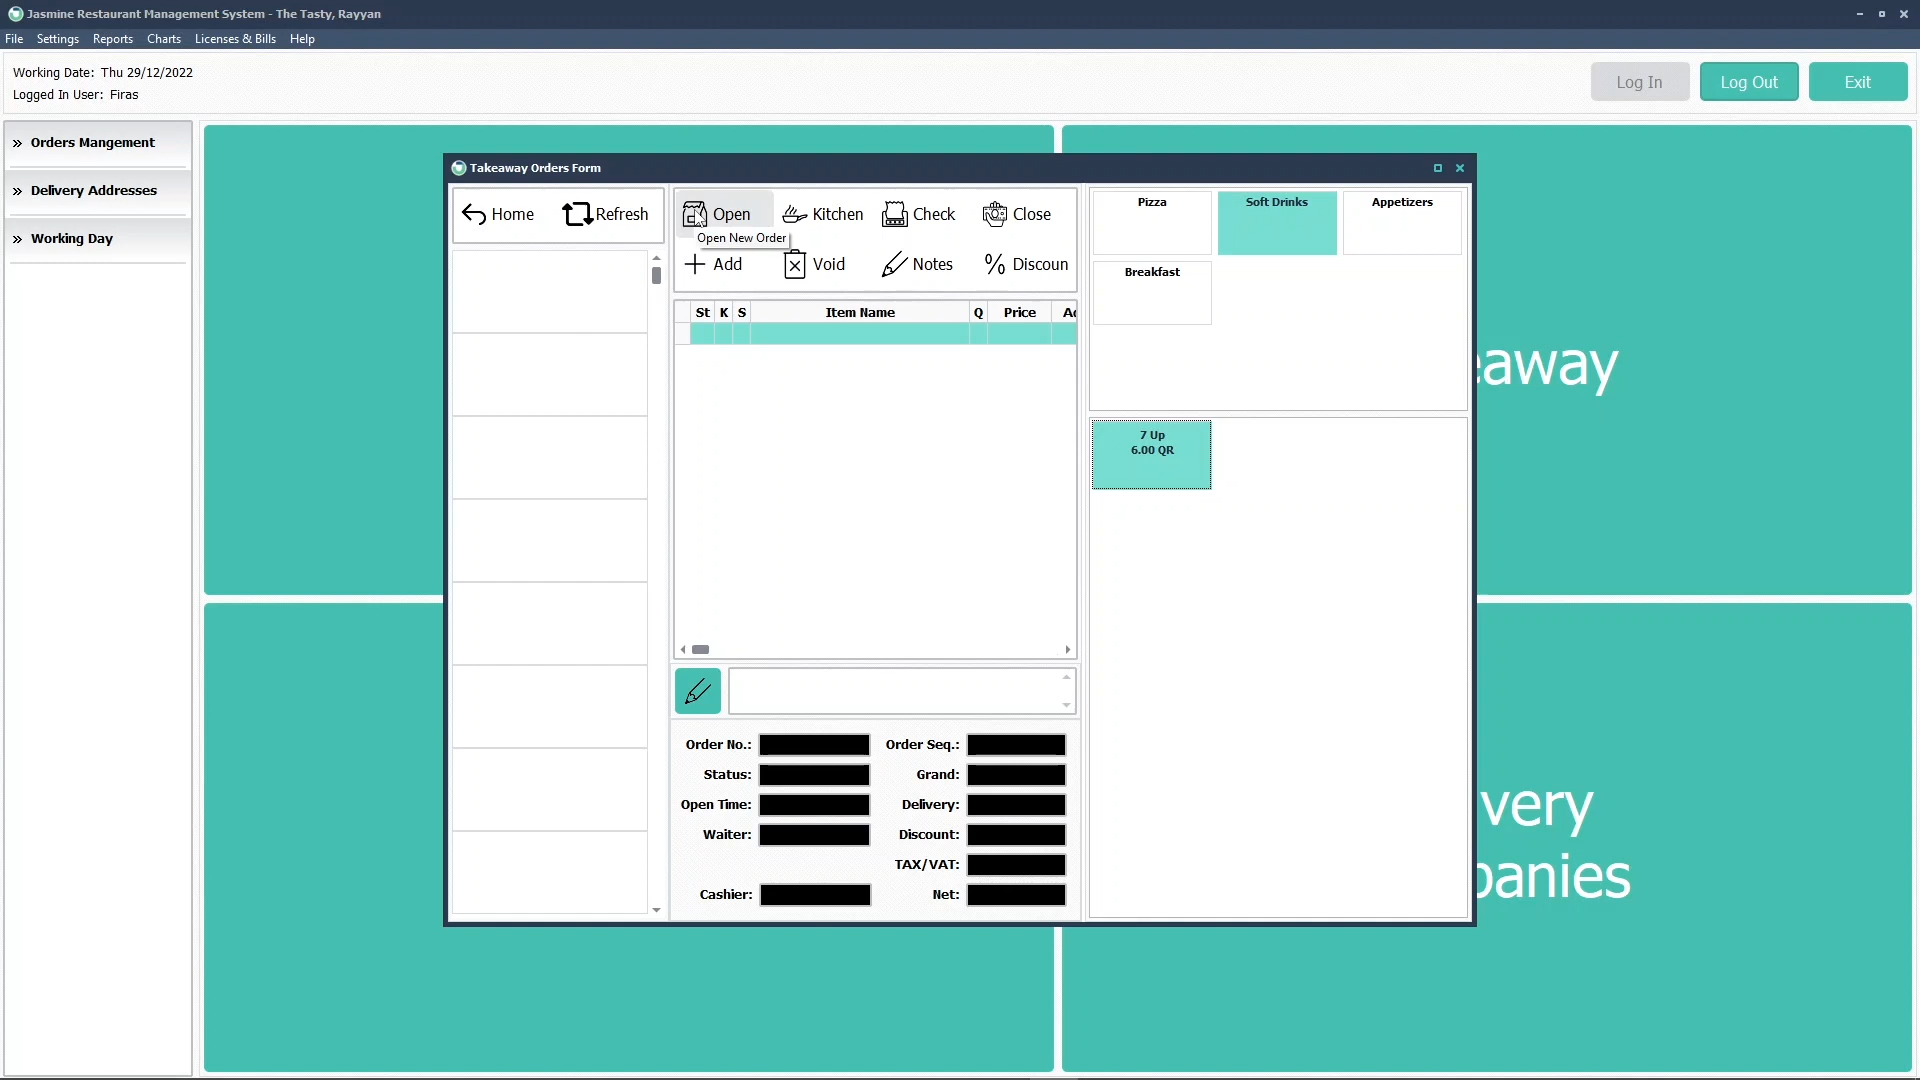 Jasmine Restaurant Management System - The Tasty, Rayyan
File Settings Reports Charts Licenses & Bills Help
Working Date: Thu 29/12/2022
Logged In User: Firas
Log In Log Out Exit
» Orders Mangement
» Delivery Addresses
» Working Day
Takeaway Orders Form
Home Refresh
Open Kitchen Check Close
Open New Order
Add Void Notes % Discoun
St K S Item Name Q Price Ac
Pizza Soft Drinks Appetizers
Breakfast
7 Up
6.00 QR
eaway
very
panies
Order No.: Order Seq.:
Status: Grand:
Open Time: Delivery:
Waiter: Discount:
TAX/VAT:
Cashier: Net: